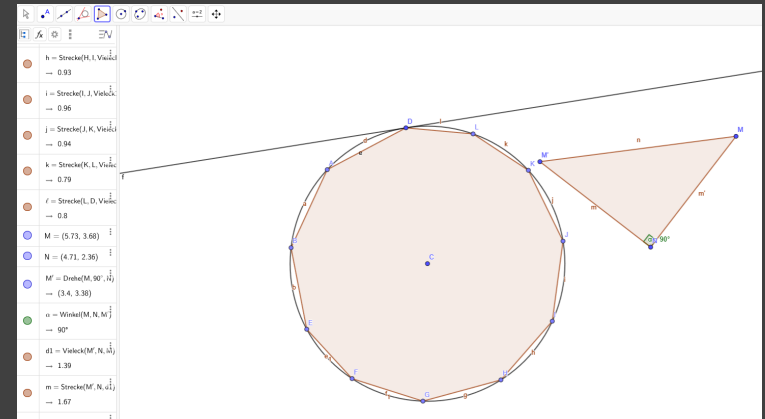 A
a=2
fx
h = Strecke(H, I, Vieleck
→ 0.93
i = Strecke(I, J, Vieleck
→ 0.96
j = Strecke(J, K, Vieleck
→ 0.94
k = Strecke(K, L, Vieleck
→ 0.79
ℓ = Strecke(L, D, Vieleck
→ 0.8
M = (5.73, 3.68)
N = (4.71, 2.36)
M' = Drehe(M, 90°, N)
→ (3.4, 3.38)
α = Winkel(M, N, M')
→ 90°
d1 = Vieleck(M', N, M)
→ 1.39
m = Strecke(M', N, d1)
→ 1.67
f
D
l
L
d
e
k
A
K
M'
n
M
a
j
m
m'
B
J
90°
C
i
b
E
h
e
F
H
f
G
g